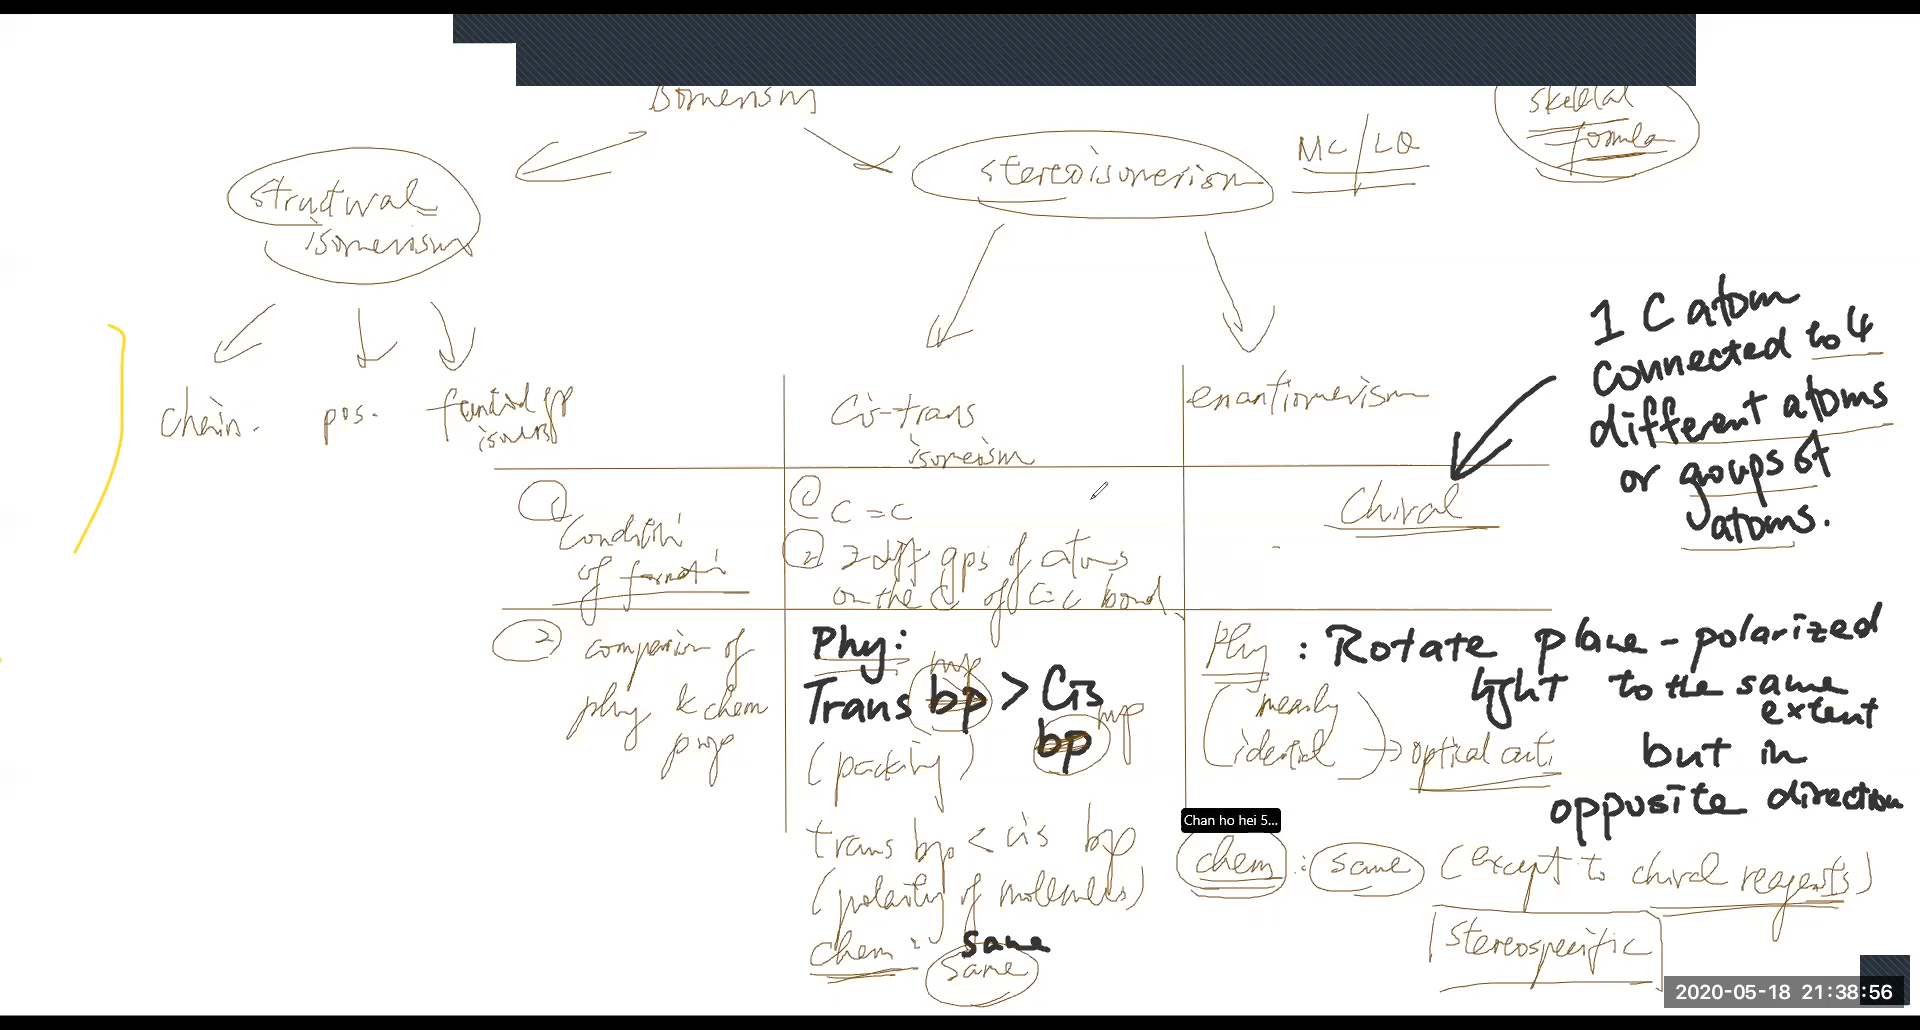 isomerism
skeletal
formula
MC/LQ
structural
isomerism
stereoisomerism
chain.
pos.
functional gp
isomers
cis-trans
isomerism
enantiomerism
1 C atom
connected to 4
different atoms
or groups of
atoms.
1
Condition
of formation
1 C=C
2 2 diff gps of atoms
on the C of C=C bond
Chiral
2 comparison of
phy & chem
prop
Phy:
mp
Trans bp > Cis
bp mp
(packing)
trans bp < cis bp
(polarity of molecules)
chem: same
same
Phy : Rotate plane-polarized
light to the same
extent
but in
opposite direction
(nearly
identical) → optical act.
Chan ho hei 5...
chem : same (except to chiral reagents)
stereospecific
2020-05-18 21:38:56